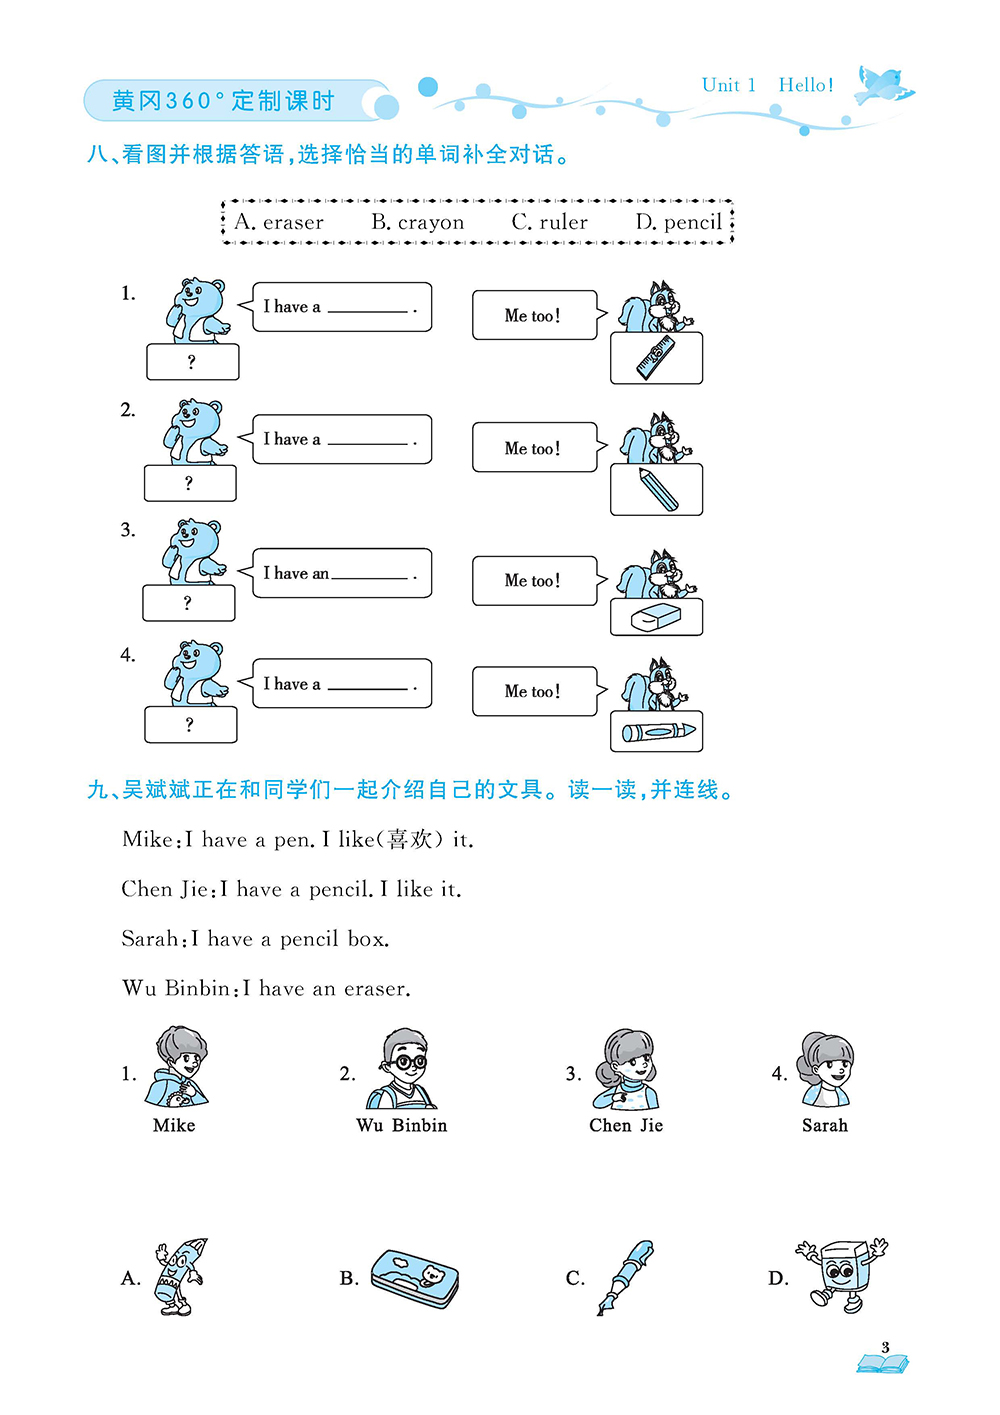 黄冈360°定制课时
Unit 1 Hello!
八、看图并根据答语,选择恰当的单词补全对话。
A. eraser B. crayon C. ruler D. pencil
1. I have a ________ . Me too!
?
2. I have a ________ . Me too!
?
3. I have an________ . Me too!
?
4. I have a ________ . Me too!
?
九、吴斌斌正在和同学们一起介绍自己的文具。读一读,并连线。
Mike:I have a pen. I like(喜欢) it.
Chen Jie:I have a pencil. I like it.
Sarah:I have a pencil box.
Wu Binbin:I have an eraser.
1. 2. 3. 4.
Mike Wu Binbin Chen Jie Sarah
A. B. C. D.
3